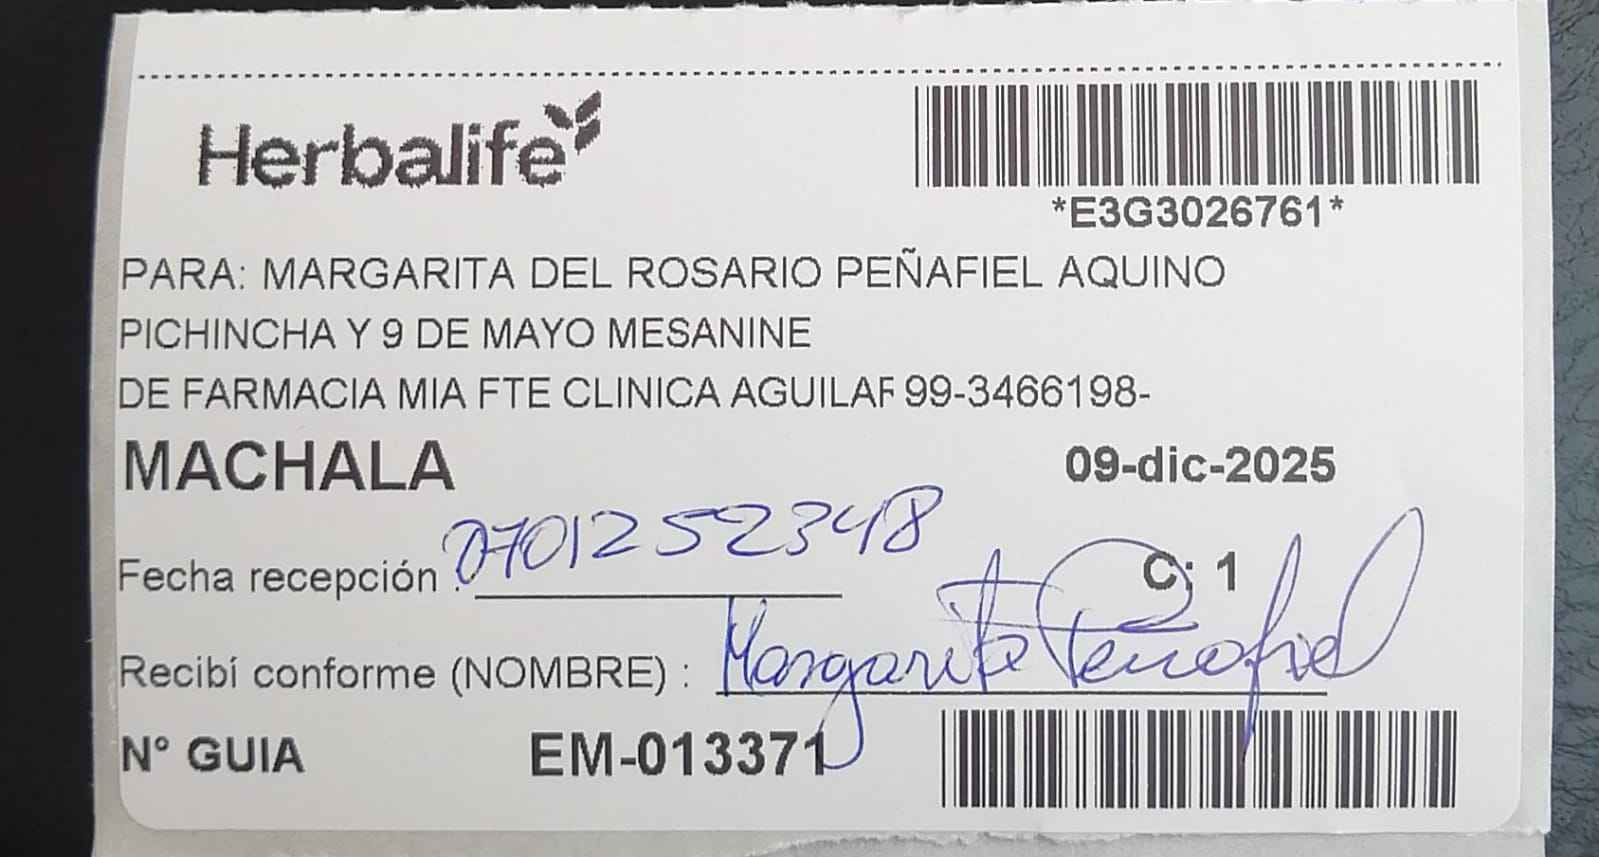 Herbalife
*E3G3026761*
PARA: MARGARITA DEL ROSARIO PEÑAFIEL AQUINO
PICHINCHA Y 9 DE MAYO MESANINE
DE FARMACIA MIA FTE CLINICA AGUILAR 99-3466198-
MACHALA 09-dic-2025
Fecha recepción : 0701252348
C: 1
Recibí conforme (NOMBRE) : Margarita Peñafiel
N° GUIA EM-013371